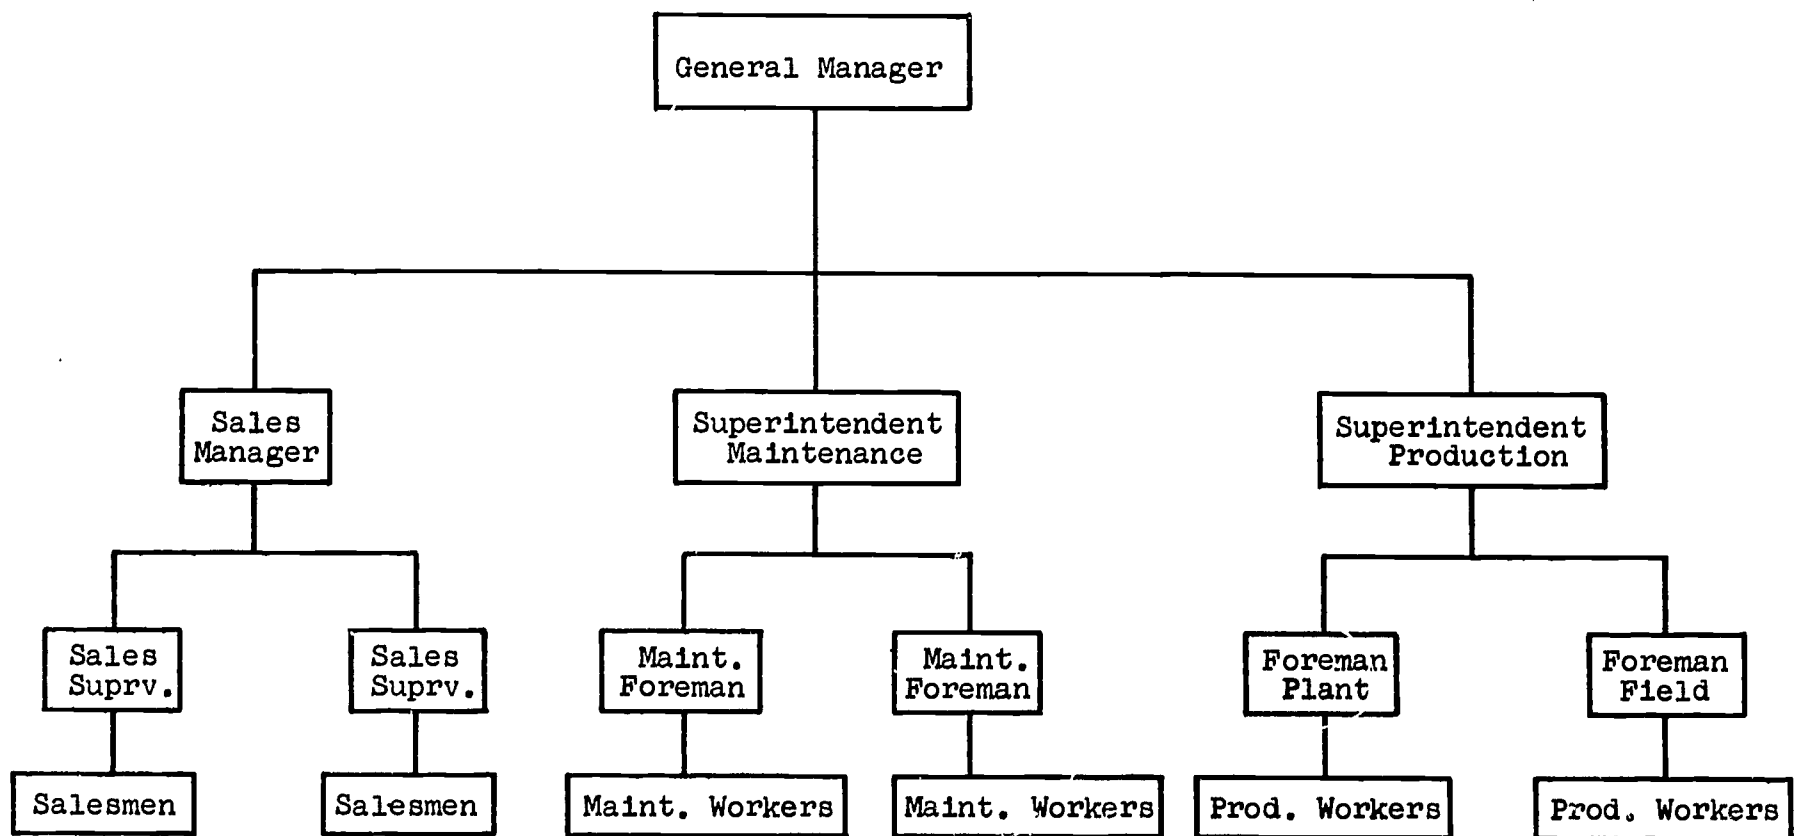 General Manager
Sales
Manager
Superintendent
Maintenance
Superintendent
Production
Sales
Suprv.
Sales
Suprv.
Maint.
Foreman
Maint.
Foreman
Foreman
Plant
Foreman
Field
Salesmen
Salesmen
Maint. Workers
Maint. Workers
Prod. Workers
Prod. Workers